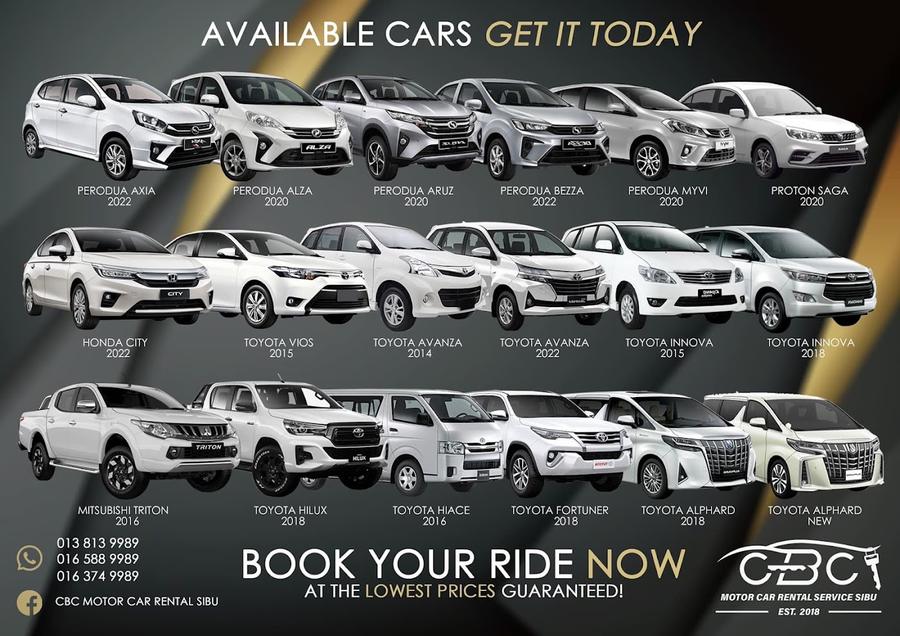 AVAILABLE CARS GET IT TODAY
PERODUA AXIA
2022
PERODUA ALZA
2020
PERODUA ARUZ
2020
PERODUA BEZZA
2022
PERODUA MYVI
2020
PROTON SAGA
2020
HONDA CITY
2022
TOYOTA VIOS
2015
TOYOTA AVANZA
2014
TOYOTA AVANZA
2022
TOYOTA INNOVA
2015
TOYOTA INNOVA
2018
MITSUBISHI TRITON
2016
TOYOTA HILUX
2018
TOYOTA HIACE
2016
TOYOTA FORTUNER
2018
TOYOTA ALPHARD
2018
TOYOTA ALPHARD
NEW
ALZA
CITY
TRITON
HILUX
013 813 9989
016 588 9989
016 374 9989
CBC MOTOR CAR RENTAL SIBU
BOOK YOUR RIDE NOW
AT THE LOWEST PRICES GUARANTEED!
CBC
MOTOR CAR RENTAL SERVICE SIBU
EST. 2018